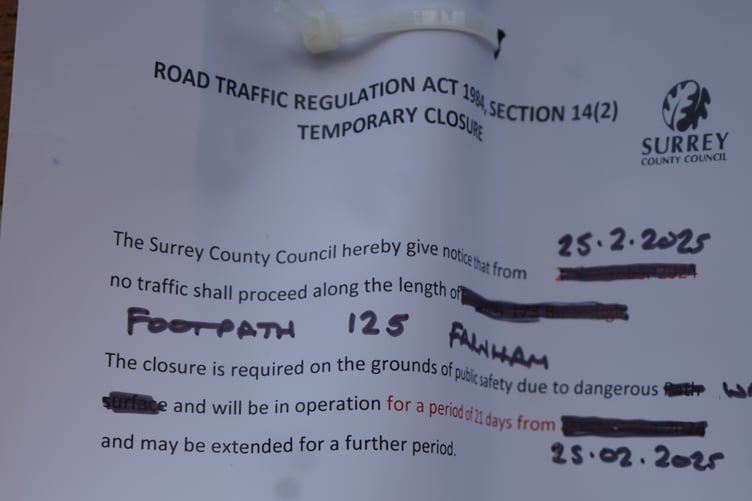 ROAD TRAFFIC REGULATION ACT 1984, SECTION 14(2)
TEMPORARY CLOSURE
SURREY
COUNTY COUNCIL
The Surrey County Council hereby give notice that from 25.2.2025
no traffic shall proceed along the length of
FOOTPATH 125 FARNHAM
The closure is required on the grounds of public safety due to dangerous Path
surface and will be in operation for a period of 21 days from
and may be extended for a further period. 25.02.2025